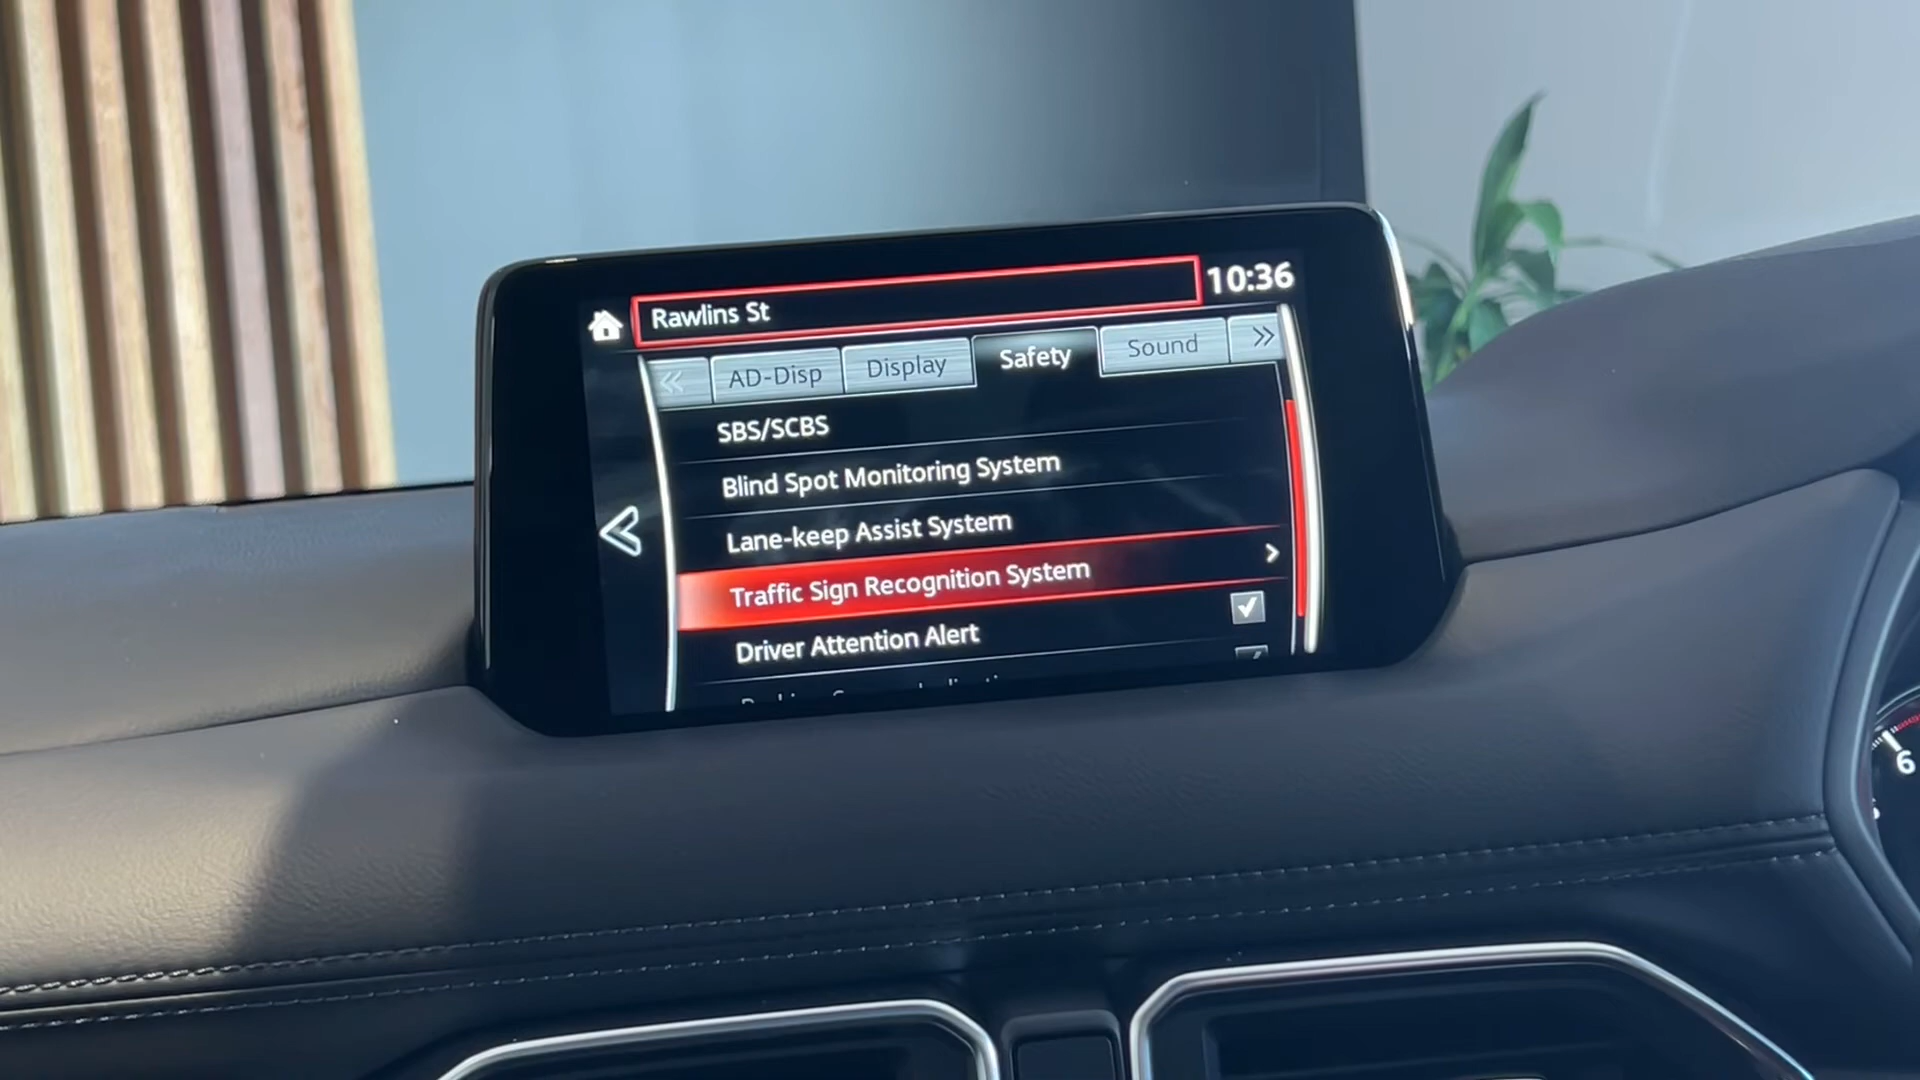 Rawlins St
10:36
AD-Disp
Display
Safety
Sound
SBS/SCBS
Blind Spot Monitoring System
Lane-keep Assist System
Traffic Sign Recognition System
Driver Attention Alert
6